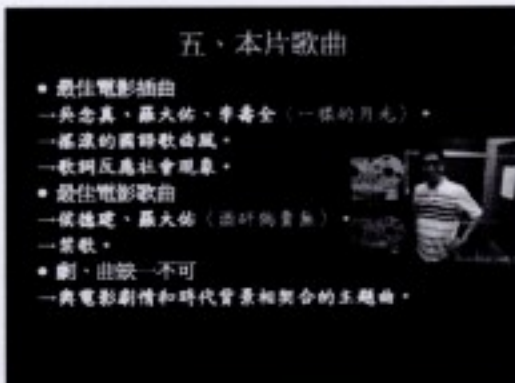 五、本片歌曲
• 最佳電影插曲
—吳念真、羅大佑、李壽全〈一樣的月光〉。
—搖滾的國語歌曲風。
—歌詞反應社會現象。
• 最佳電影歌曲
—侯德建、羅大佑〈酒矸倘賣無〉。
—禁歌。
• 劇、曲缺一不可
—與電影劇情和時代背景相契合的主題曲。